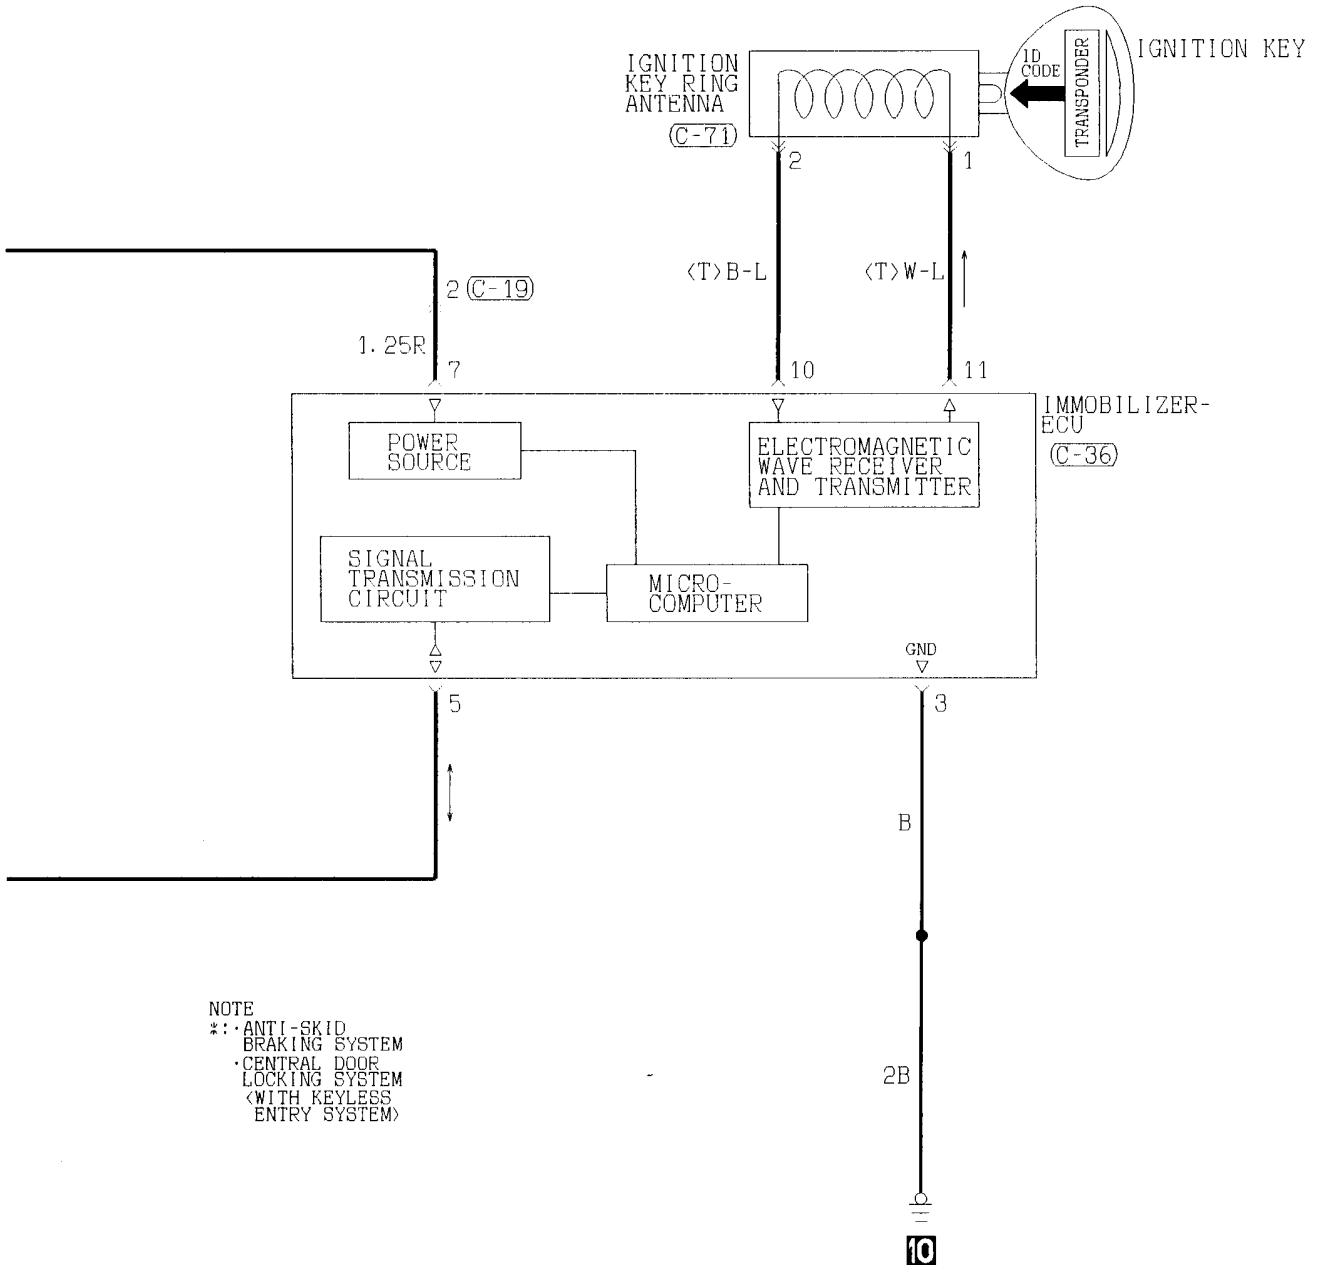 IGNITION
KEY RING
ANTENNA
(C-71)
1D
CODE
TRANSPONDER
IGNITION KEY
2
1
<T>B-L
<T>W-L
2 (C-19)
1.25R
7
10
11
IMMOBILIZER-
ECU
(C-36)
POWER
SOURCE
ELECTROMAGNETIC
WAVE RECEIVER
AND TRANSMITTER
SIGNAL
TRANSMISSION
CIRCUIT
MICRO-
COMPUTER
GND
5
3
B
NOTE
*:·ANTI-SKID
BRAKING SYSTEM
·CENTRAL DOOR
LOCKING SYSTEM
<WITH KEYLESS
ENTRY SYSTEM>
2B
10